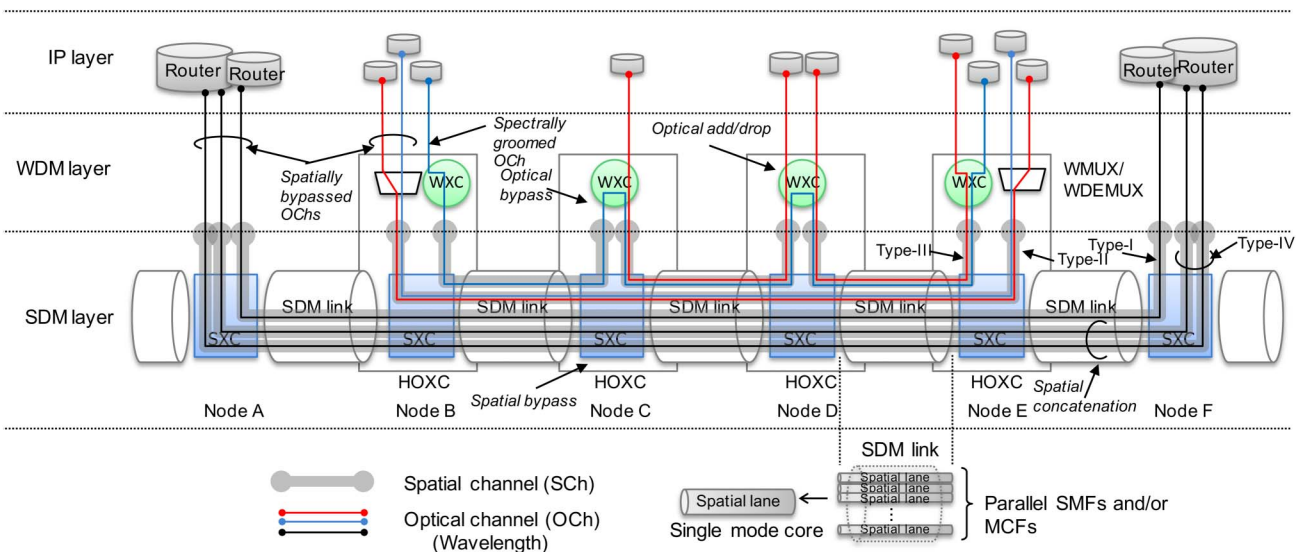 IP layer
Router
Router
Router
Router
WDM layer
Spatially
bypassed
OChs
Spectrally
groomed
OCh
Optical
bypass
Optical add/drop
WXC
WXC
WXC
WXC
WMUX/
WDEMUX
Type-III
Type-II
Type-I
Type-IV
SDM layer
SDM link
SDM link
SDM link
SDM link
SDM link
SXC
SXC
SXC
SXC
SXC
SXC
HOXC
HOXC
HOXC
HOXC
Spatial bypass
Spatial
concatenation
Node A
Node B
Node C
Node D
Node E
Node F
SDM link
Spatial channel (SCh)
Optical channel (OCh)
(Wavelength)
Spatial lane
Single mode core
Spatial lane
Spatial lane
Spatial lane
Spatial lane
Parallel SMFs and/or
MCFs